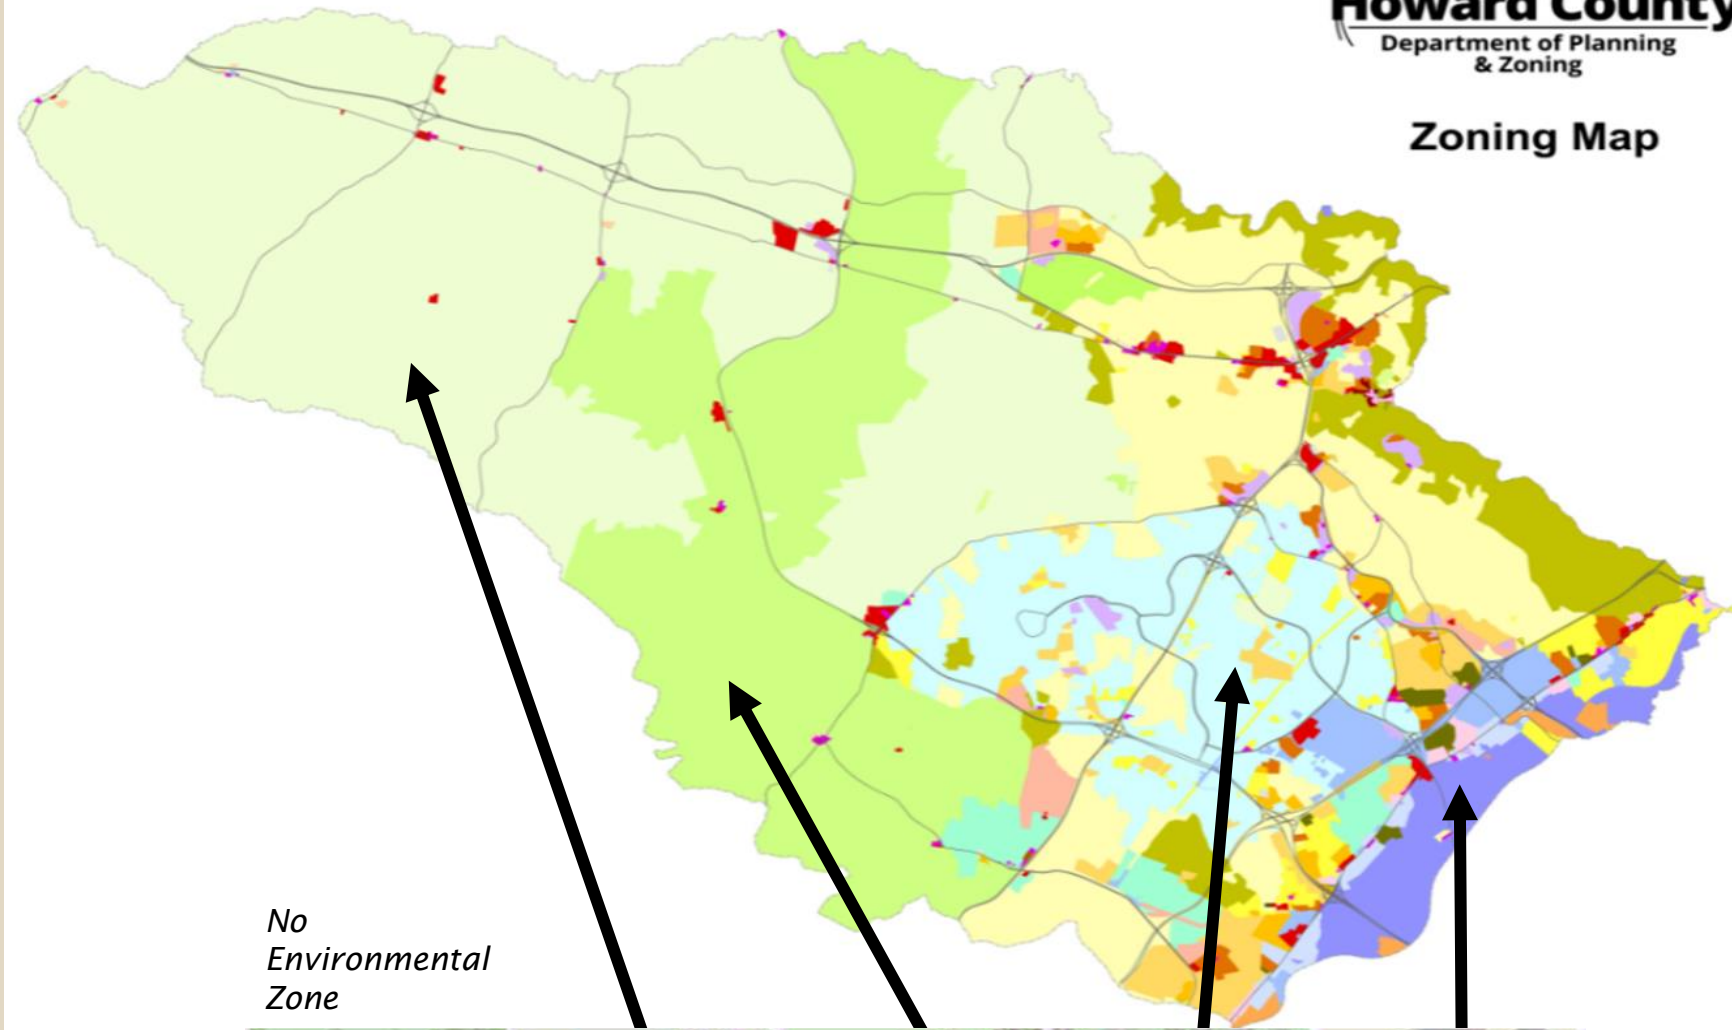 Howard County
Department of Planning
& Zoning
Zoning Map
No
Environmental
Zone